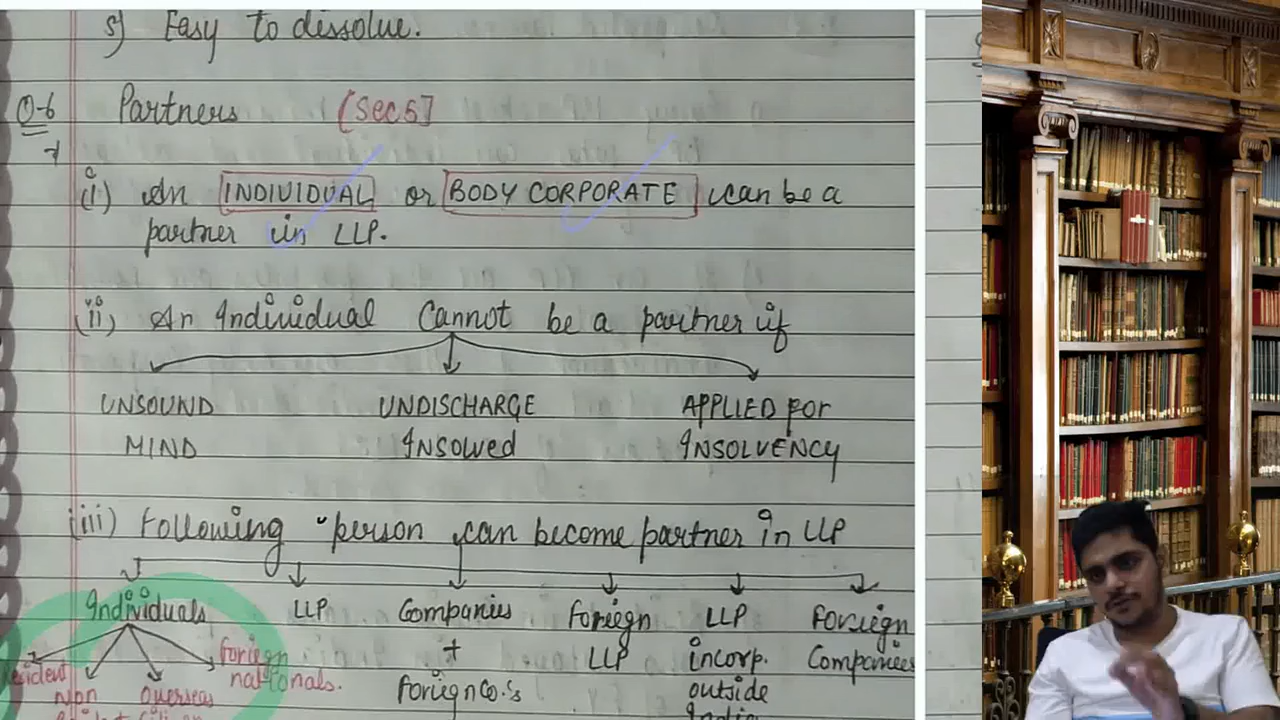 5) Easy to dissolve.
Q-6 Partners [Sec 5]
(i) An INDIVIDUAL or BODY CORPORATE can be a
partner in LLP.
(ii) An Individual Cannot be a partner if
UNSOUND UNDISCHARGE APPLIED FOR
MIND INSOLVED INSOLVENCY
(iii) Following person can become partner in LLP
Individuals LLP Companies Foreign LLP Foreign
+ LLP incorp. Companies
Foreign Co.'s outside
India
Resident Non Overseas Foreign
nationals.